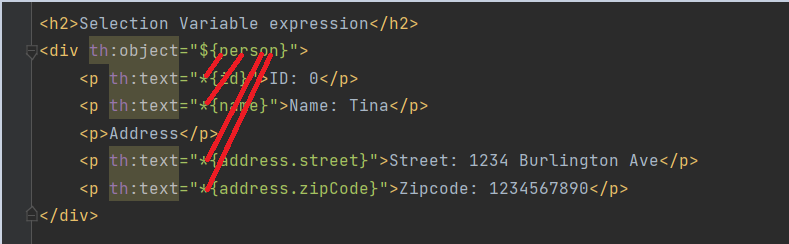 <h2>Selection Variable expression</h2>
<div th:object="${person}">
<p th:text="*{id}">ID: 0</p>
<p th:text="*{name}">Name: Tina</p>
<p>Address</p>
<p th:text="*{address.street}">Street: 1234 Burlington Ave</p>
<p th:text="*{address.zipCode}">Zipcode: 1234567890</p>
</div>